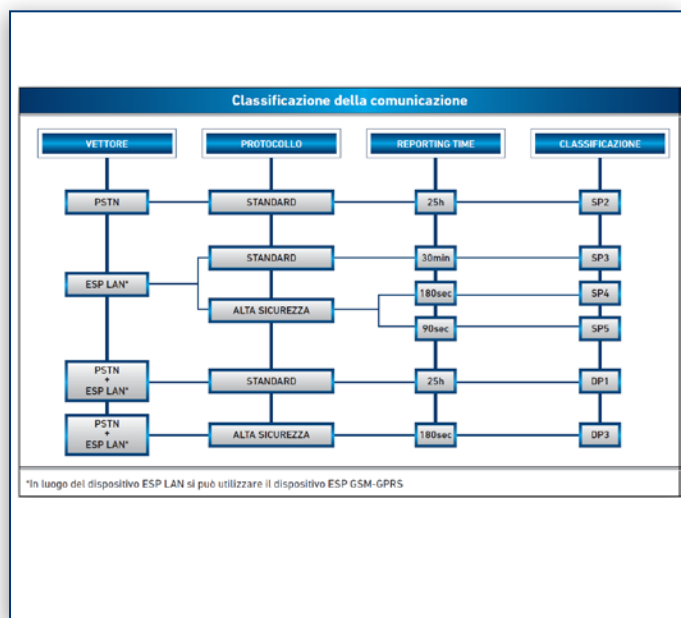 Classificazione della comunicazione
VETTORE PROTOCOLLO REPORTING TIME CLASSIFICAZIONE
PSTN STANDARD 25h SP2
STANDARD 30min SP3
ESP LAN*
180sec SP4
ALTA SICUREZZA
90sec SP5
PSTN
+
ESP LAN*
STANDARD 25h DP1
PSTN
+
ESP LAN*
ALTA SICUREZZA 180sec DP3
*In luogo del dispositivo ESP LAN si può utilizzare il dispositivo ESP GSM-GPRS